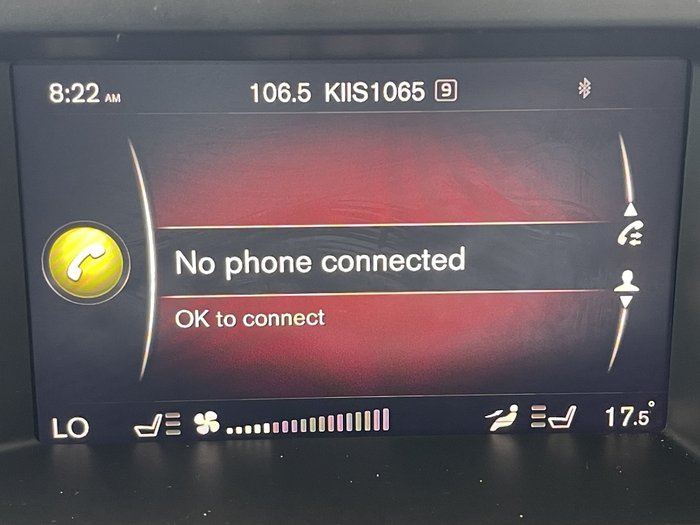 8:22 AM 106.5 KIIS1065 9
No phone connected
OK to connect
LO 17.5°